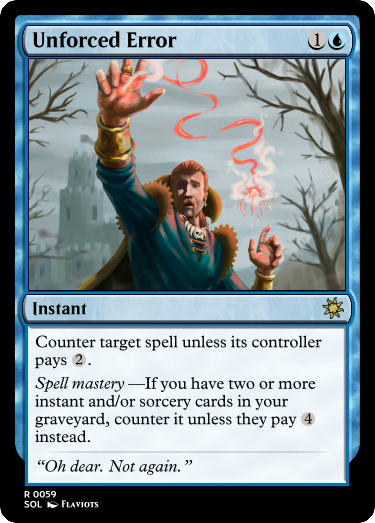 Unforced Error 1
Instant
Counter target spell unless its controller
pays 2.
Spell mastery —If you have two or more
instant and/or sorcery cards in your
graveyard, counter it unless they pay 4
instead.
“Oh dear. Not again.”
R 0059
SOL Flaviots